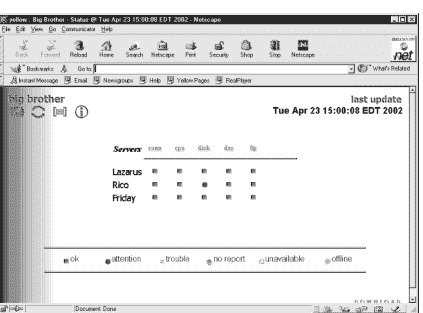 yellow : Big Brother - Status @ Tue Apr 23 15:00:08 EDT 2002 - Netscape
File Edit View Go Communicator Help
Back Forward Reload Home Search Netscape Print Security Shop Stop Netscape
net
Bookmarks Go to: What's Related
Instant Message Email Newsgroups Help Yellow Pages RealPlayer
big brother
last update
Tue Apr 23 15:00:08 EDT 2002
Servers conn cpu disk dns ftp
Lazarus
Rico
Friday
ok attention trouble no report unavailable offline
DOWNLOAD
Document: Done